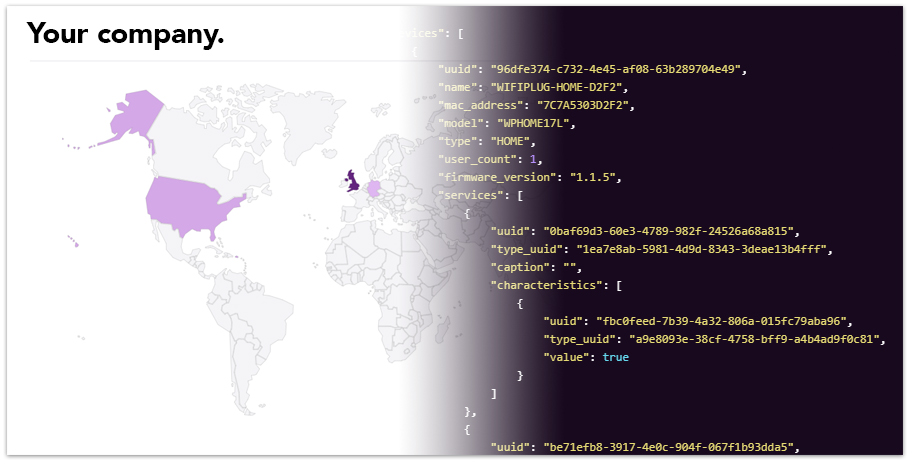 Your company.
ices": [
{
"uuid": "96dfe374-c732-4e45-af08-63b289704e49",
"name": "WIFIPLUG-HOME-D2F2",
"mac_address": "7C7A5303D2F2",
"model": "WPHOME17L",
"type": "HOME",
"user_count": 1,
"firmware_version": "1.1.5",
"services": [
{
"uuid": "0baf69d3-60e3-4789-982f-24526a68a815",
"type_uuid": "1ea7e8ab-5981-4d9d-8343-3deae13b4fff",
"caption": "",
"characteristics": [
{
"uuid": "fbc0feed-7b39-4a32-806a-015fc79aba96",
"type_uuid": "a9e8093e-38cf-4758-bff9-a4b4ad9f0c81",
"value": true
}
]
},
{
"uuid": "be71efb8-3917-4e0c-904f-067f1b93dda5",